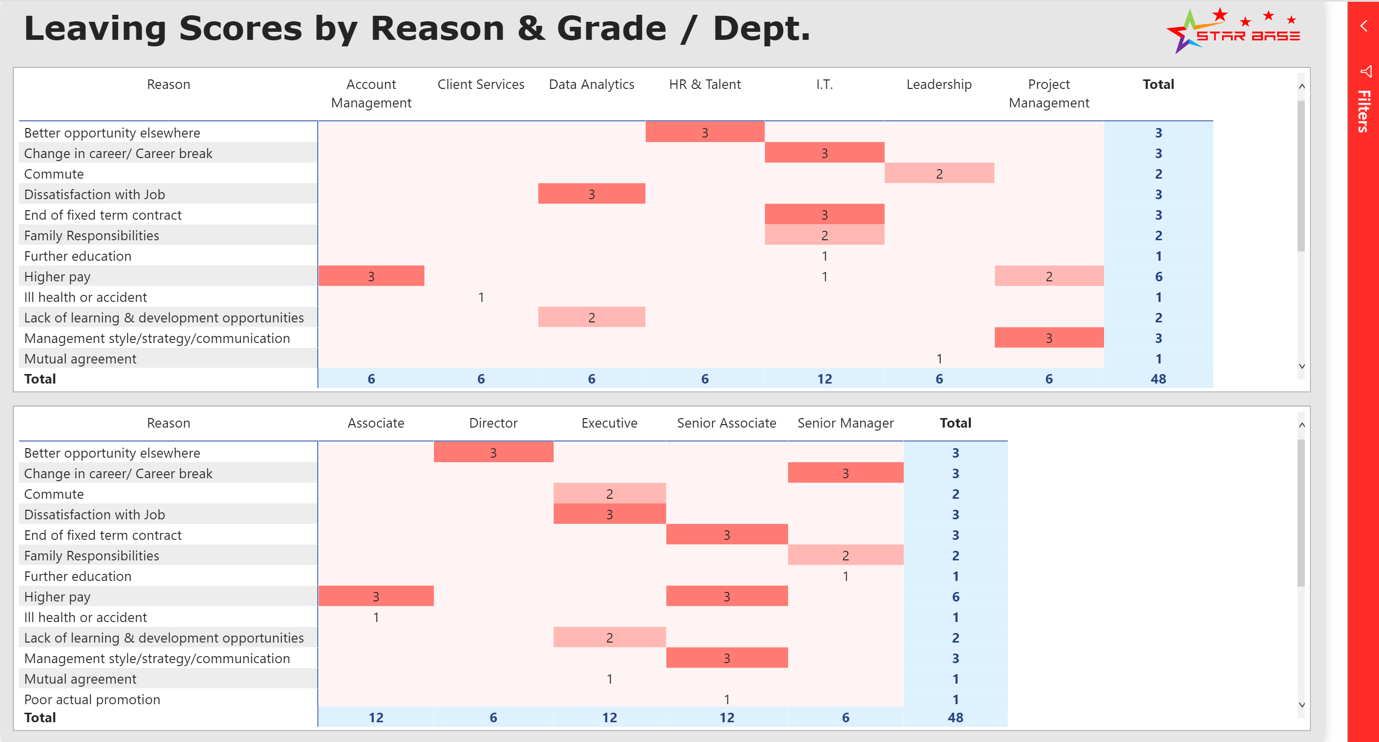 Leaving Scores by Reason & Grade / Dept.
STAR BASE
Filters
Reason Account Management Client Services Data Analytics HR & Talent I.T. Leadership Project Management Total
Better opportunity elsewhere 3 3
Change in career/ Career break 3 3
Commute 2 2
Dissatisfaction with Job 3 3
End of fixed term contract 3 3
Family Responsibilities 2 2
Further education 1 1
Higher pay 3 1 2 6
Ill health or accident 1 1
Lack of learning & development opportunities 2 2
Management style/strategy/communication 3 3
Mutual agreement 1 1
Total 6 6 6 6 12 6 6 48
Reason Associate Director Executive Senior Associate Senior Manager Total
Better opportunity elsewhere 3 3
Change in career/ Career break 3 3
Commute 2 2
Dissatisfaction with Job 3 3
End of fixed term contract 3 3
Family Responsibilities 2 2
Further education 1 1
Higher pay 3 3 6
Ill health or accident 1 1
Lack of learning & development opportunities 2 2
Management style/strategy/communication 3 3
Mutual agreement 1 1
Poor actual promotion 1 1
Total 12 6 12 12 6 48